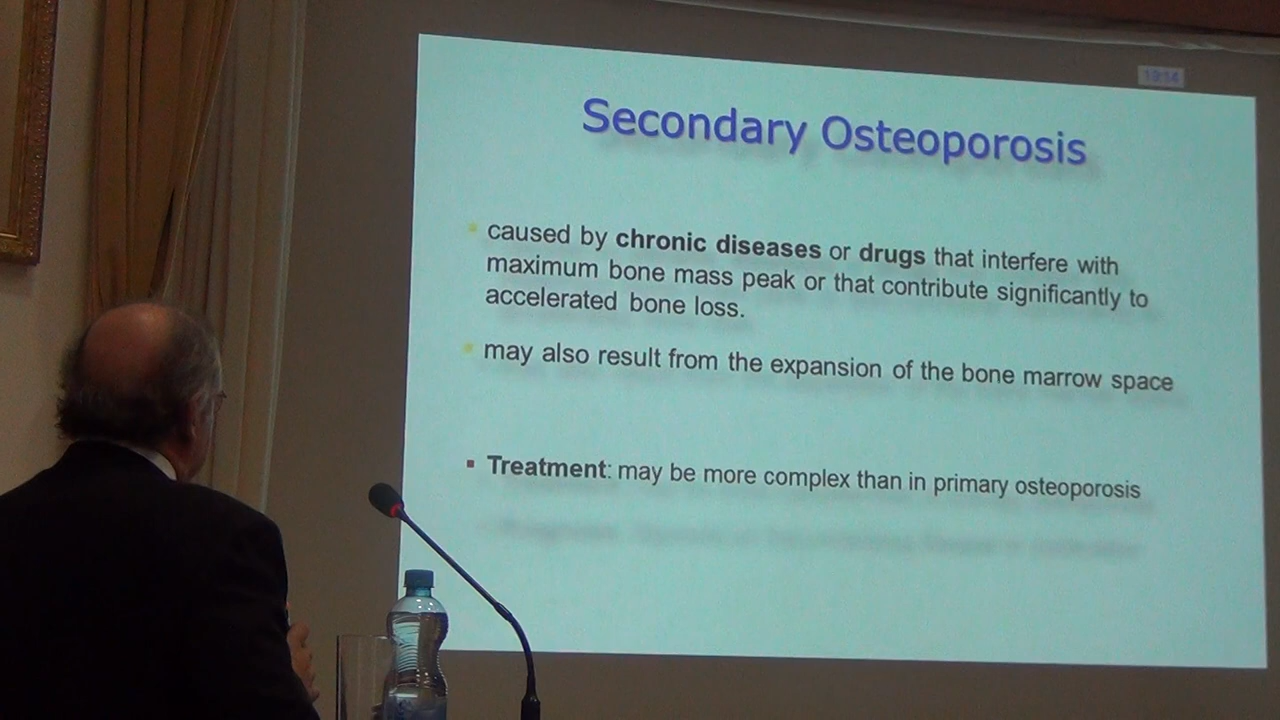 19:14
Secondary Osteoporosis
caused by chronic diseases or drugs that interfere with
maximum bone mass peak or that contribute significantly to
accelerated bone loss.
may also result from the expansion of the bone marrow space
Treatment: may be more complex than in primary osteoporosis